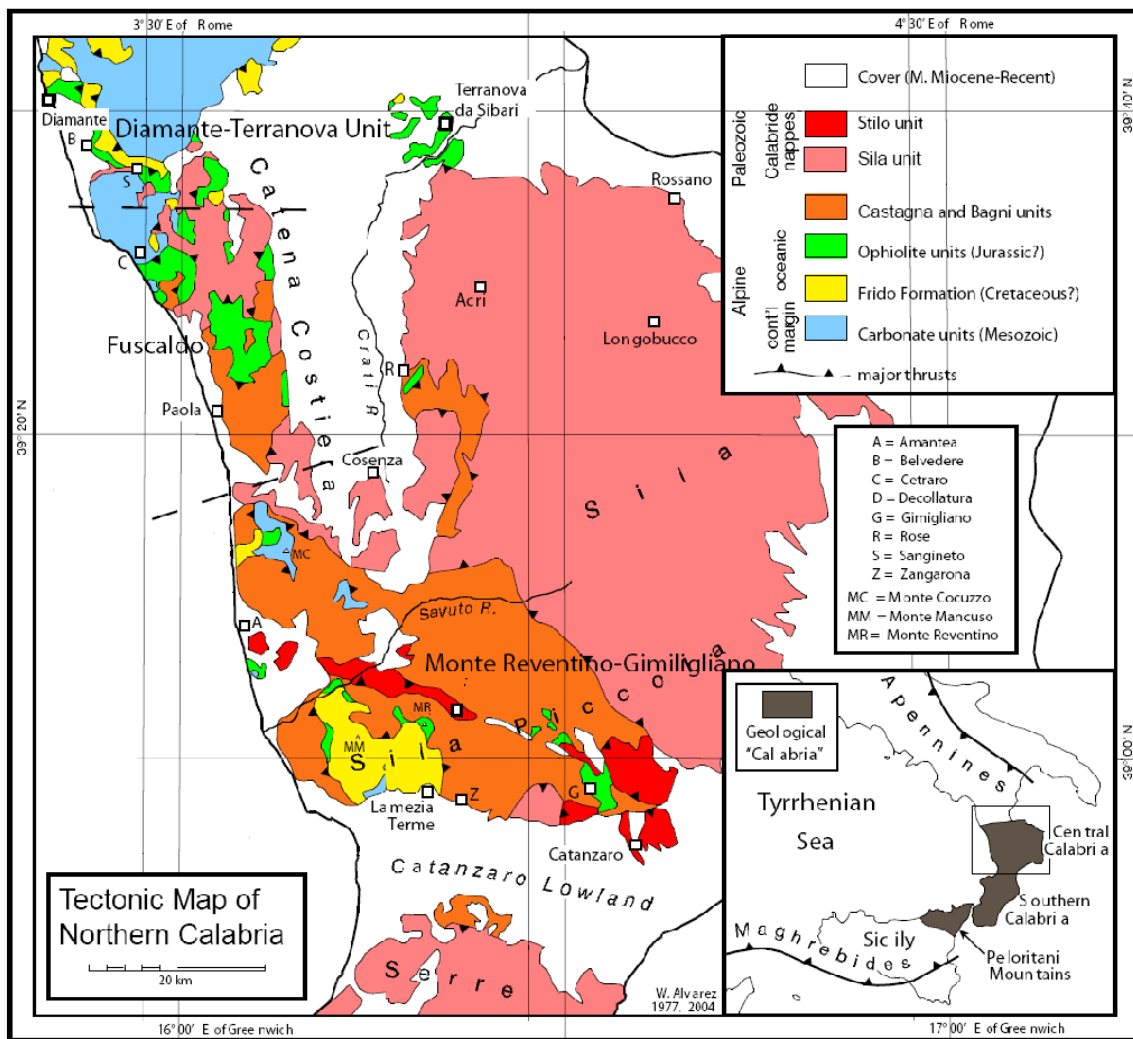 3° 30' E of Rome
4° 30' E of Rome
39° 40'
39° 20' N
39° 20'
39° 00' N
16° 00' E of Greenwich
17° 00' E of Greenwich
Diamante
B
Diamante-Terranova Unit
Terranova
da Sibari
S
C
Catena Costiera
Crati R.
Rossano
Acri
Longobucco
Fuscaldo
R
Paola
Cosenza
Sila
MC
Savuto R.
A
Monte Reventino-Gimiligliano
MR
MM
Sila Piccola
Lamezia
Terme
Z
G
Catanzaro
Catanzaro Lowland
Serre
W. Alvarez
1977, 2004
Tectonic Map of
Northern Calabria
20 km
Paleozoic
Calabride
nappes
Alpine
oceanic
cont'l
margin
Cover (M. Miocene-Recent)
Stilo unit
Sila unit
Castagna and Bagni units
Ophiolite units (Jurassic?)
Frido Formation (Cretaceous?)
Carbonate units (Mesozoic)
major thrusts
A = Amantea
B = Belvedere
C = Cetraro
D = Decollatura
G = Gimigliano
R = Rose
S = Sangineto
Z = Zangarona
MC = Monte Cocuzzo
MM = Monte Mancuso
MR = Monte Reventino
Geological
"Calabria"
Apennines
Tyrrhenian
Sea
Central
Calabria
Southern
Calabria
Sicily
Maghrebides
Peloritani
Mountains